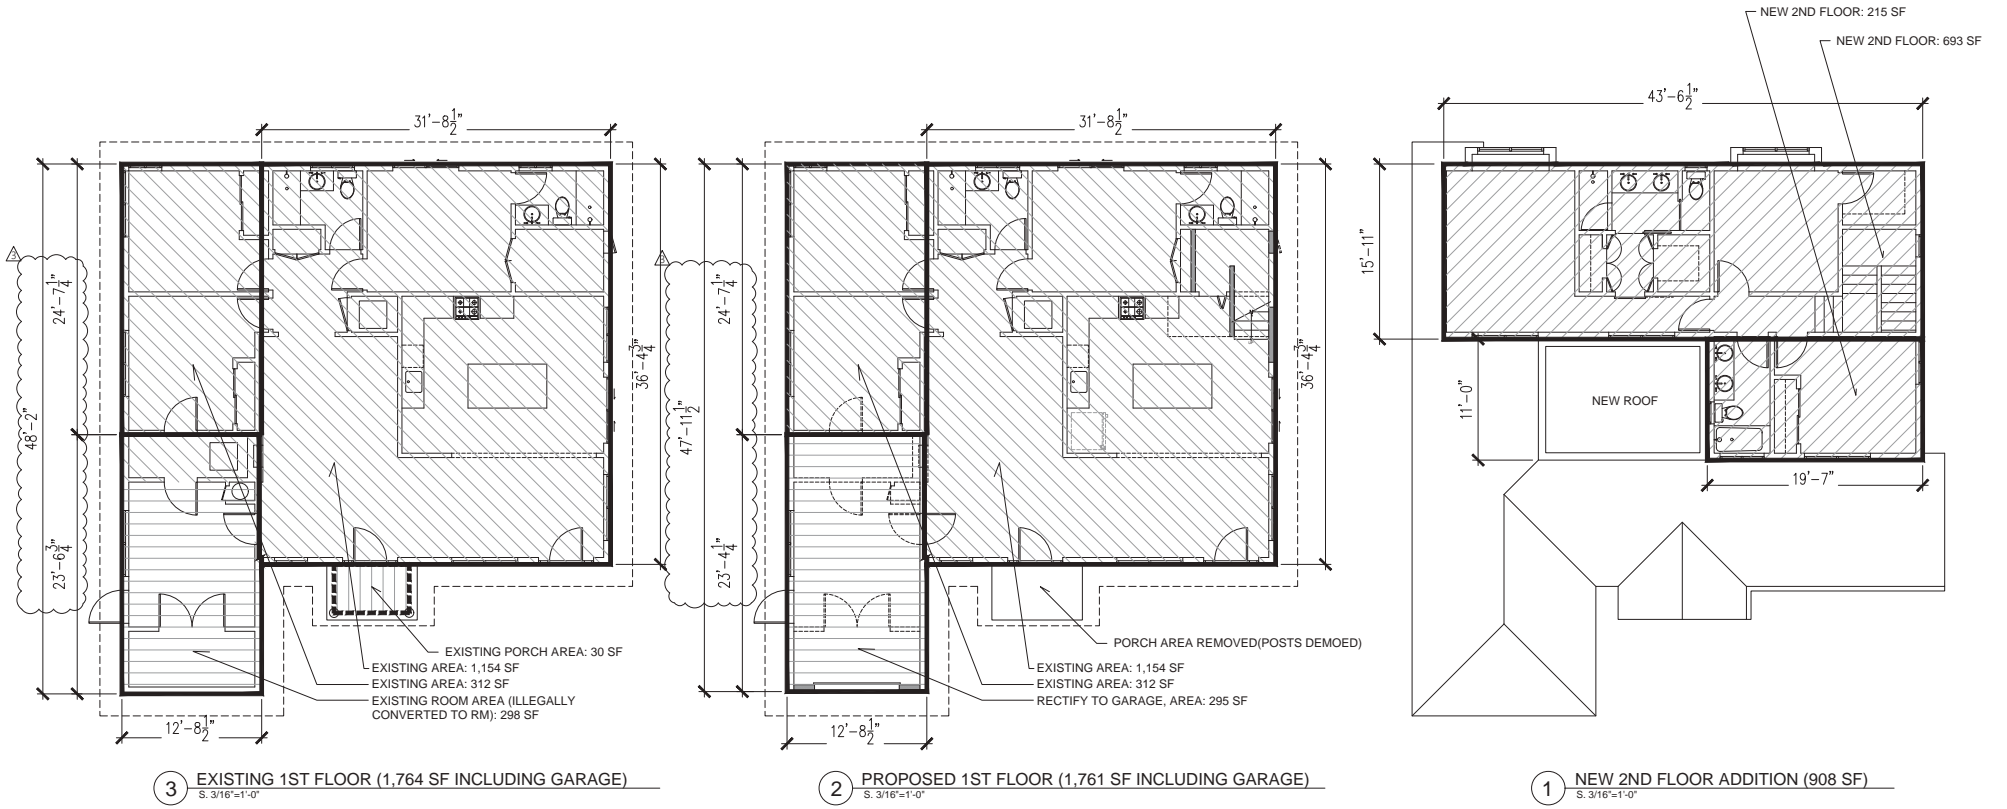 NEW 2ND FLOOR: 215 SF
NEW 2ND FLOOR: 693 SF
31'-8 1/2"
31'-8 1/2"
43'-6 1/2"
3
24'-7 1/4"
48'-2"
23'-6 3/4"
36'-4 3/4"
12'-8 1/2"
EXISTING PORCH AREA: 30 SF
EXISTING AREA: 1,154 SF
EXISTING AREA: 312 SF
EXISTING ROOM AREA (ILLEGALLY
CONVERTED TO RM): 298 SF
3
24'-7 1/4"
47'-11 1/2"
23'-4 1/4"
36'-4 3/4"
12'-8 1/2"
PORCH AREA REMOVED(POSTS DEMOED)
EXISTING AREA: 1,154 SF
EXISTING AREA: 312 SF
RECTIFY TO GARAGE, AREA: 295 SF
15'-11"
11'-0"
NEW ROOF
19'-7"
3 EXISTING 1ST FLOOR (1,764 SF INCLUDING GARAGE)
S. 3/16"=1'-0"
2 PROPOSED 1ST FLOOR (1,761 SF INCLUDING GARAGE)
S. 3/16"=1'-0"
1 NEW 2ND FLOOR ADDITION (908 SF)
S. 3/16"=1'-0"